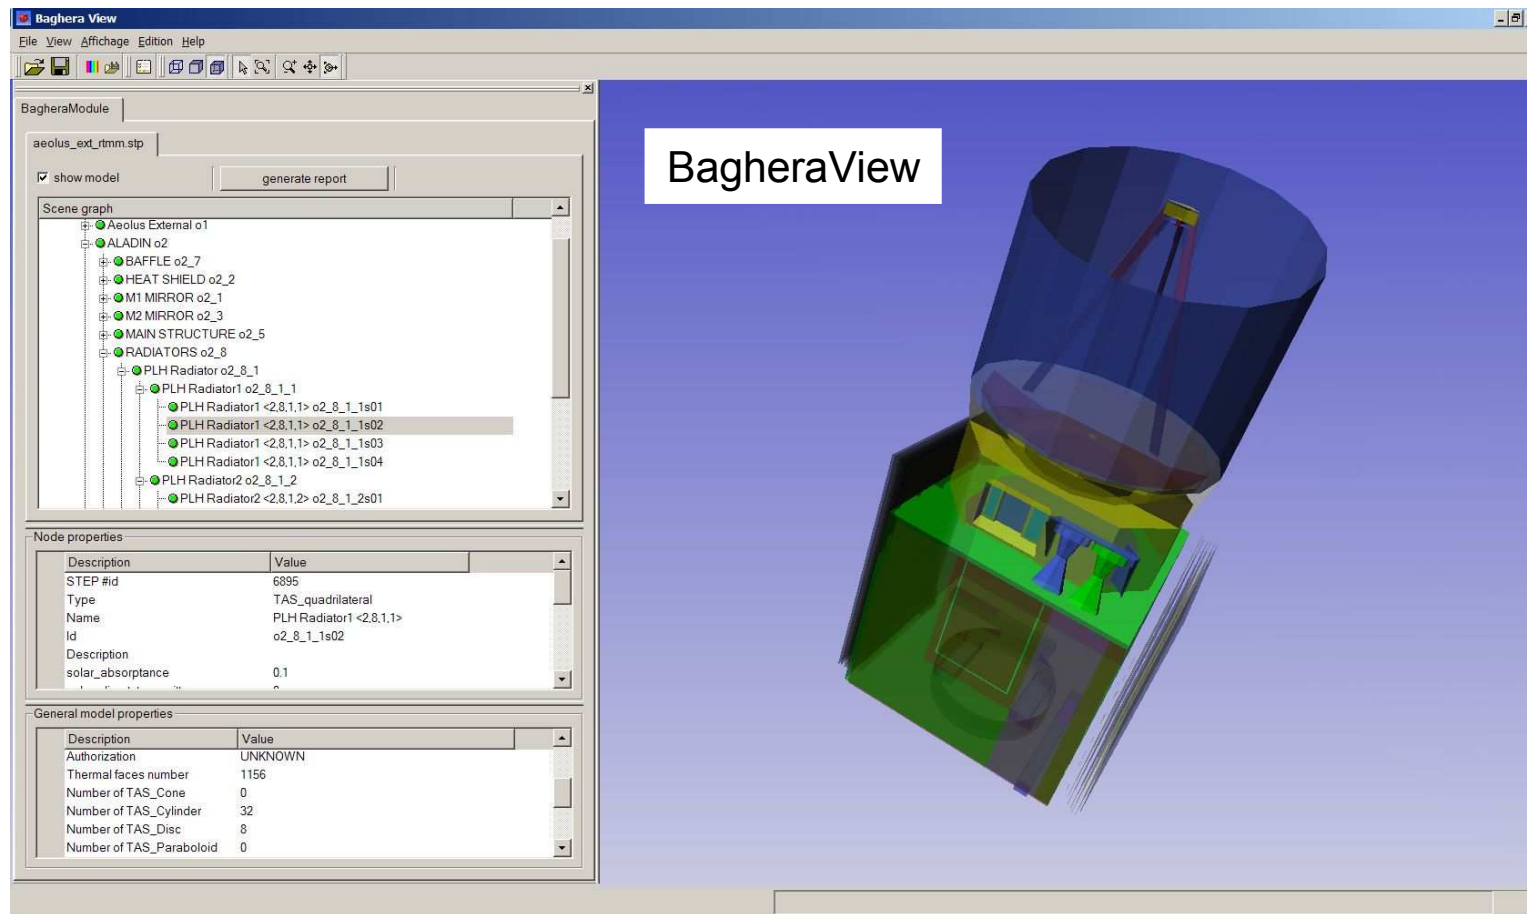 Baghera View
File View Affichage Edition Help
BagheraModule
aeolus_ext_rtmm.stp
show model
generate report
Scene graph
Aeolus External o1
ALADIN o2
BAFFLE o2_7
HEAT SHIELD o2_2
M1 MIRROR o2_1
M2 MIRROR o2_3
MAIN STRUCTURE o2_5
RADIATORS o2_8
PLH Radiator o2_8_1
PLH Radiator1 o2_8_1_1
PLH Radiator1 <2,8,1,1> o2_8_1_1s01
PLH Radiator1 <2,8,1,1> o2_8_1_1s02
PLH Radiator1 <2,8,1,1> o2_8_1_1s03
PLH Radiator1 <2,8,1,1> o2_8_1_1s04
PLH Radiator2 o2_8_1_2
PLH Radiator2 <2,8,1,2> o2_8_1_2s01
Node properties
Description Value
STEP #id 6895
Type TAS_quadrilateral
Name PLH Radiator1 <2,8,1,1>
Id o2_8_1_1s02
Description
solar_absorptance 0.1
General model properties
Description Value
Authorization UNKNOWN
Thermal faces number 1156
Number of TAS_Cone 0
Number of TAS_Cylinder 32
Number of TAS_Disc 8
Number of TAS_Paraboloid 0
BagheraView